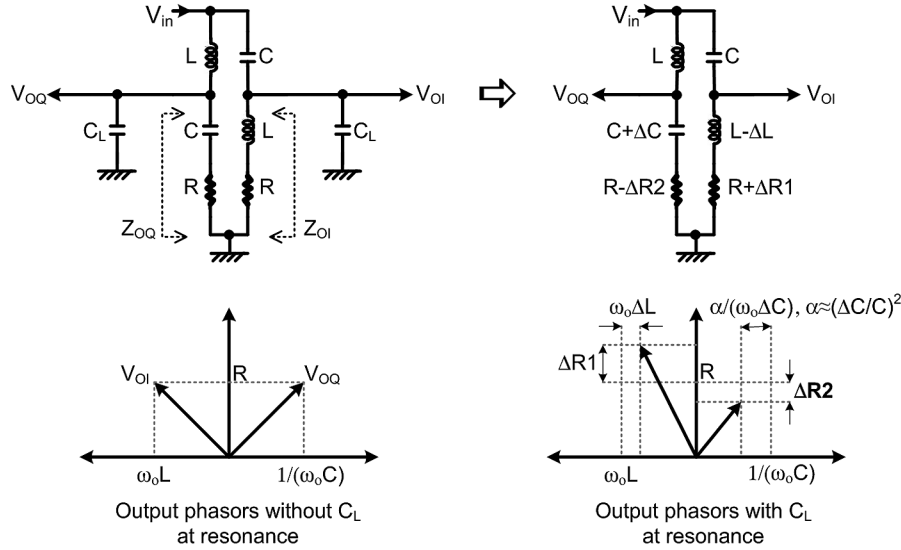 V_in
L
C
V_OQ
V_OI
C_L
C
L
C_L
R
R
Z_OQ
Z_OI
V_in
L
C
V_OQ
V_OI
C+ΔC
L-ΔL
R-ΔR2
R+ΔR1
V_OI
R
V_OQ
ω_oL
1/(ω_oC)
Output phasors without C_L
at resonance
ω_oΔL
α/(ω_oΔC), α≈(ΔC/C)^2
ΔR1
R
ΔR2
ω_oL
1/(ω_oC)
Output phasors with C_L
at resonance